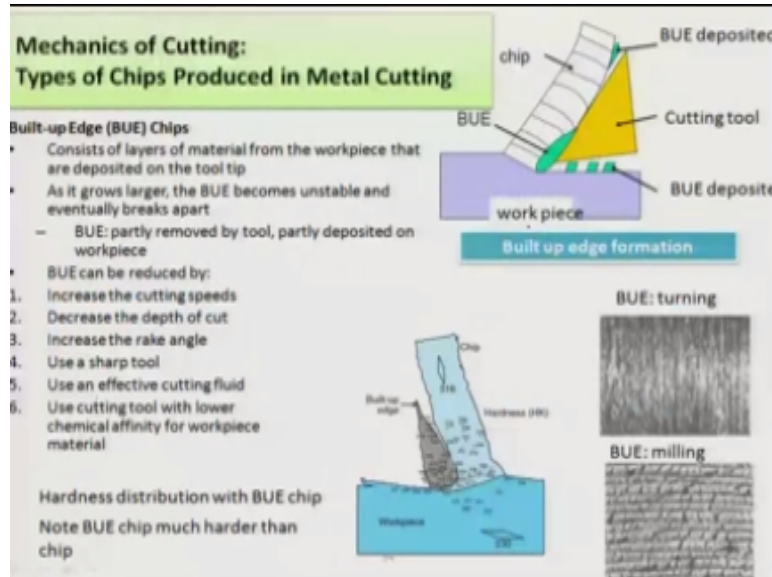 Mechanics of Cutting:
Types of Chips Produced in Metal Cutting
Built-up Edge (BUE) Chips
• Consists of layers of material from the workpiece that
are deposited on the tool tip
• As it grows larger, the BUE becomes unstable and
eventually breaks apart
– BUE: partly removed by tool, partly deposited on
workpiece
• BUE can be reduced by:
1. Increase the cutting speeds
2. Decrease the depth of cut
3. Increase the rake angle
4. Use a sharp tool
5. Use an effective cutting fluid
6. Use cutting tool with lower
chemical affinity for workpiece
material
Hardness distribution with BUE chip
Note BUE chip much harder than
chip
chip
BUE deposited
BUE
Cutting tool
BUE deposite
work piece
Built up edge formation
Chip
Built-up
edge
Hardness (HK)
Workpiece
BUE: turning
BUE: milling